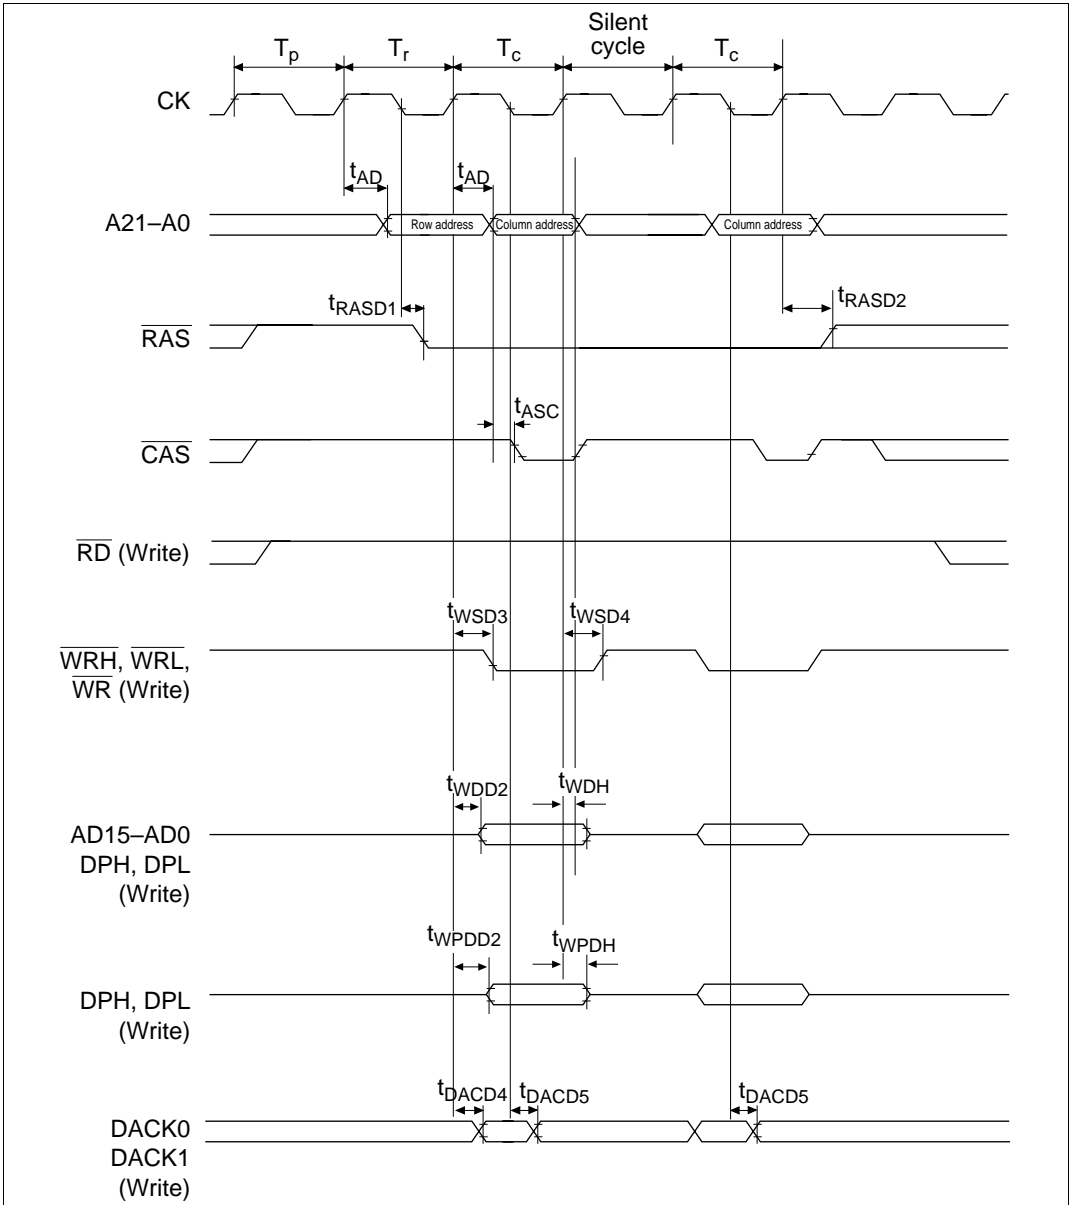 Silent
cycle
Tp Tr Tc Tc
CK
tAD tAD
A21–A0 Row address Column address Column address
tRASD1 tRASD2
RAS
tASC
CAS
RD (Write)
tWSD3 tWSD4
WRH, WRL,
WR (Write)
tWDD2 tWDH
AD15–AD0
DPH, DPL
(Write)
tWPDD2 tWPDH
DPH, DPL
(Write)
tDACD4 tDACD5 tDACD5
DACK0
DACK1
(Write)